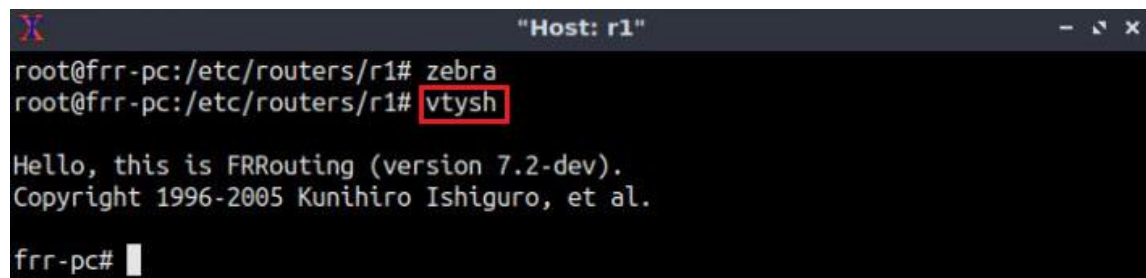 "Host: r1"
root@frr-pc:/etc/routers/r1# zebra
root@frr-pc:/etc/routers/r1# vtysh
Hello, this is FRRouting (version 7.2-dev).
Copyright 1996-2005 Kunihiro Ishiguro, et al.
frr-pc#